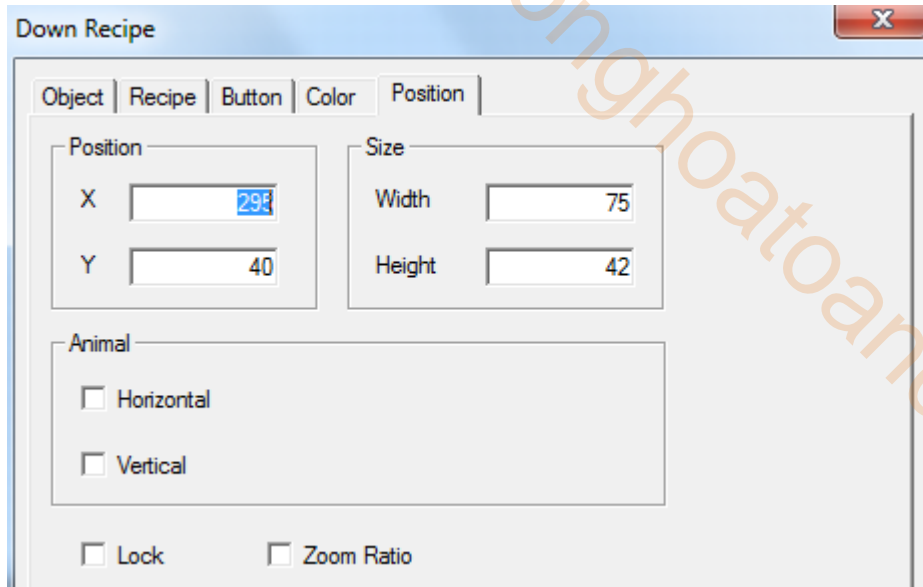 Down Recipe
Object Recipe Button Color Position
Position
X 295
Y 40
Size
Width 75
Height 42
Animal
Horizontal
Vertical
Lock Zoom Ratio
onghoatoan